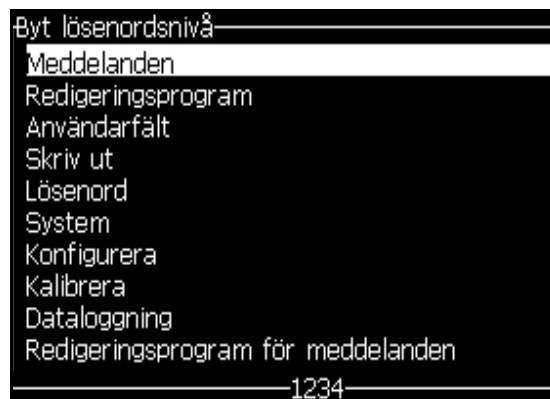 Byt lösenordsnivå
Meddelanden
Redigeringsprogram
Användarfält
Skriv ut
Lösenord
System
Konfigurera
Kalibrera
Dataloggning
Redigeringsprogram för meddelanden
1234